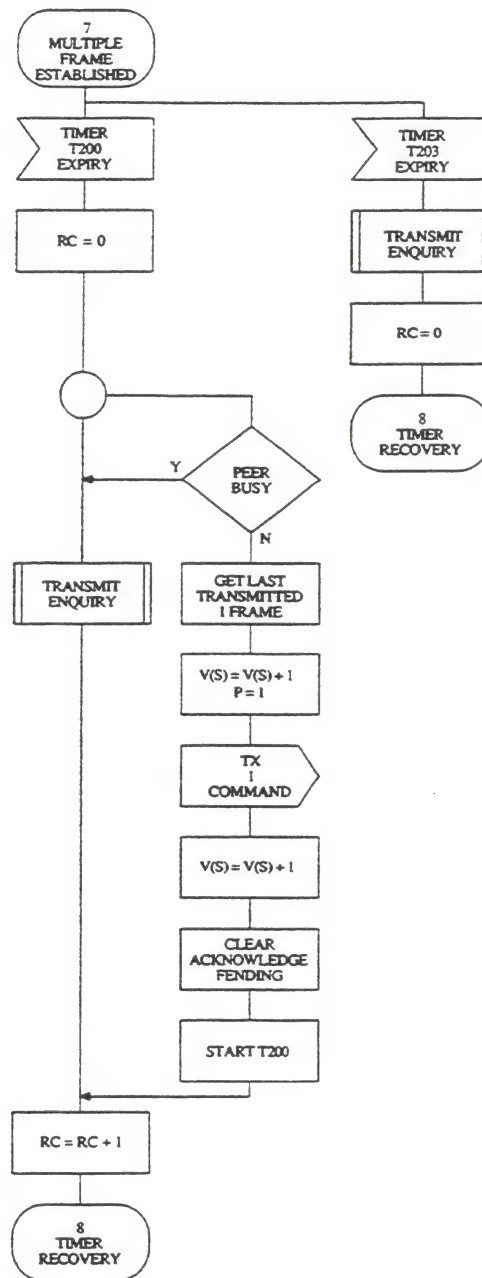 7
MULTIPLE
FRAME
ESTABLISHED
TIMER
T200
EXPIRY
TIMER
T203
EXPIRY
RC = 0
TRANSMIT
ENQUIRY
RC = 0
8
TIMER
RECOVERY
Y
PEER
BUSY
N
TRANSMIT
ENQUIRY
GET LAST
TRANSMITTED
I FRAME
V(S) = V(S) + 1
P = 1
TX
I
COMMAND
V(S) = V(S) + 1
CLEAR
ACKNOWLEDGE
FENDING
START T200
RC = RC + 1
8
TIMER
RECOVERY